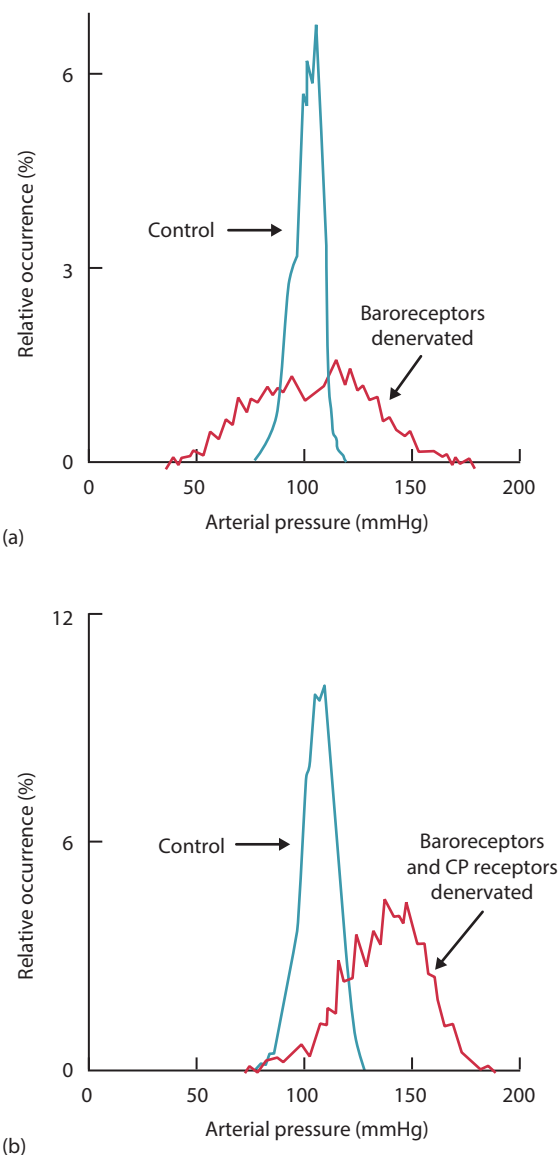 6
3
0
Relative occurrence (%)
Control
Baroreceptors
denervated
0
50
100
150
200
Arterial pressure (mmHg)
(a)
12
6
0
Relative occurrence (%)
Control
Baroreceptors
and CP receptors
denervated
0
50
100
150
200
Arterial pressure (mmHg)
(b)